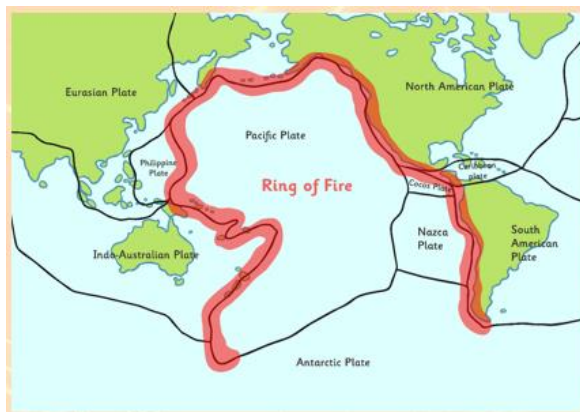 Eurasian Plate
North American Plate
Pacific Plate
Philippine
Plate
Caribbean
plate
Cocos Plate
Ring of Fire
Nazca
Plate
South
American
Plate
Indo-Australian Plate
Antarctic Plate